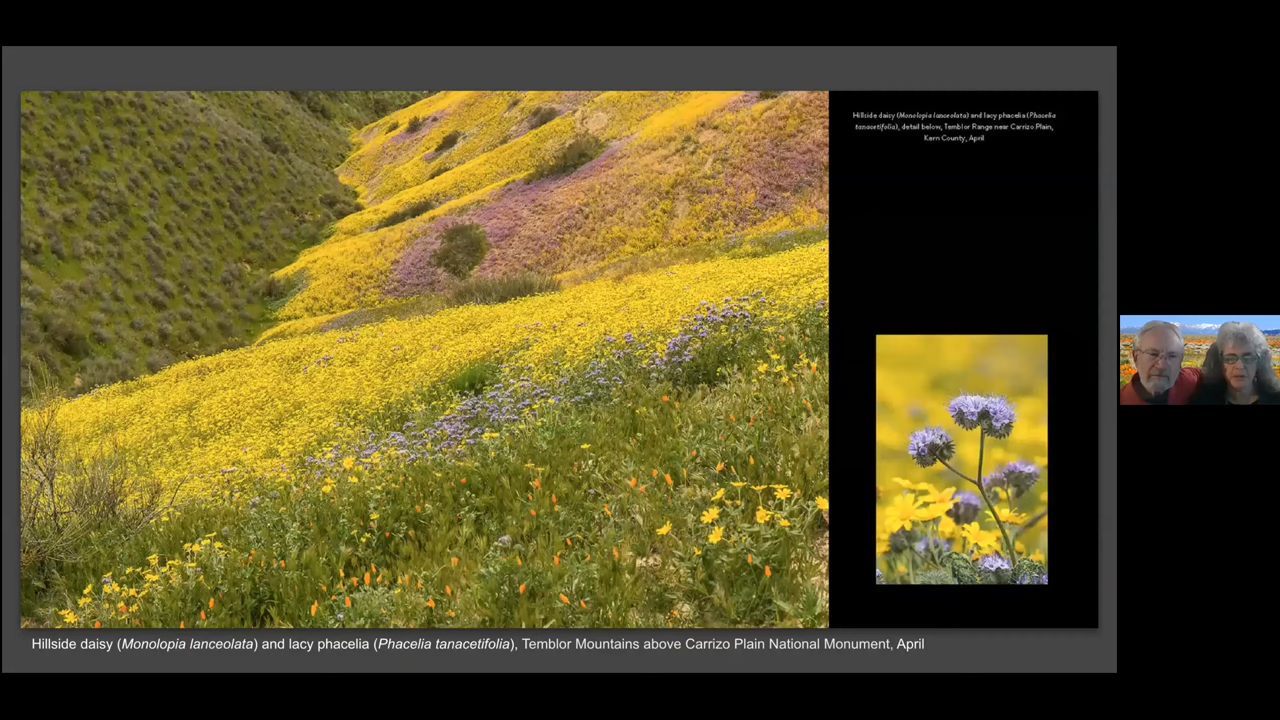 Hillside daisy (Monolopia lanceolata) and lacy phacelia (Phacelia
tanacetifolia), detail below, Temblor Range near Carrizo Plain,
Kern County, April
Hillside daisy (Monolopia lanceolata) and lacy phacelia (Phacelia tanacetifolia), Temblor Mountains above Carrizo Plain National Monument, April